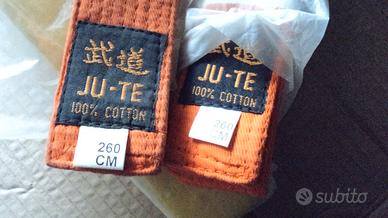 武道
JU-TE
100% COTTON
260
CM
武道
JU-TE
100% COTTON
260
CM
subito